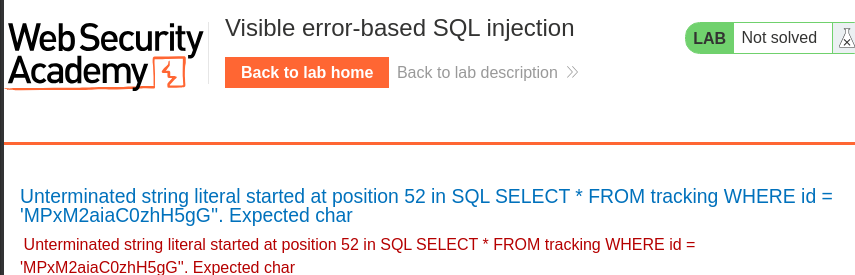 Web Security
Academy
Visible error-based SQL injection
Back to lab home
Back to lab description
LAB
Not solved
Unterminated string literal started at position 52 in SQL SELECT * FROM tracking WHERE id =
'MPxM2aiaC0zhH5gG''. Expected char
Unterminated string literal started at position 52 in SQL SELECT * FROM tracking WHERE id =
'MPxM2aiaC0zhH5gG''. Expected char